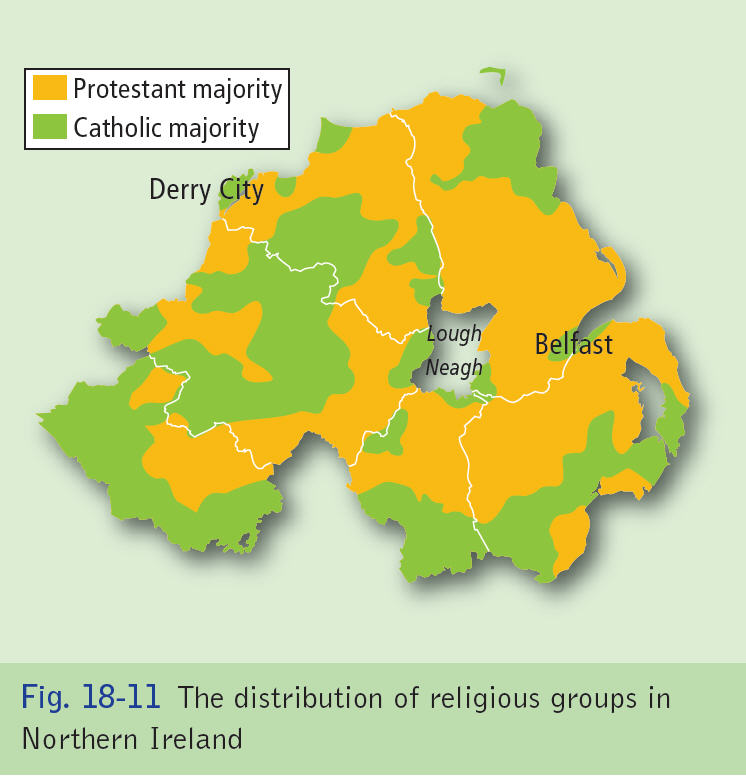 Protestant majority
Catholic majority
Derry City
Lough
Neagh
Belfast
Fig. 18-11 The distribution of religious groups in
Northern Ireland